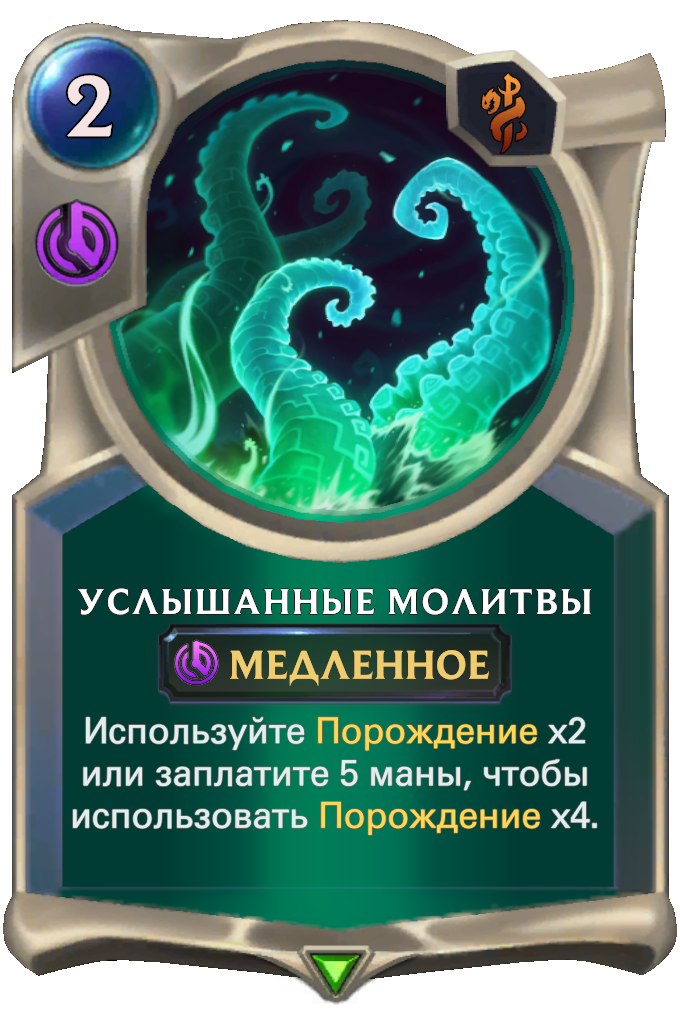 2
УСЛЫШАННЫЕ МОЛИТВЫ
МЕДЛЕННОЕ
Используйте Порождение x2
или заплатите 5 маны, чтобы
использовать Порождение x4.